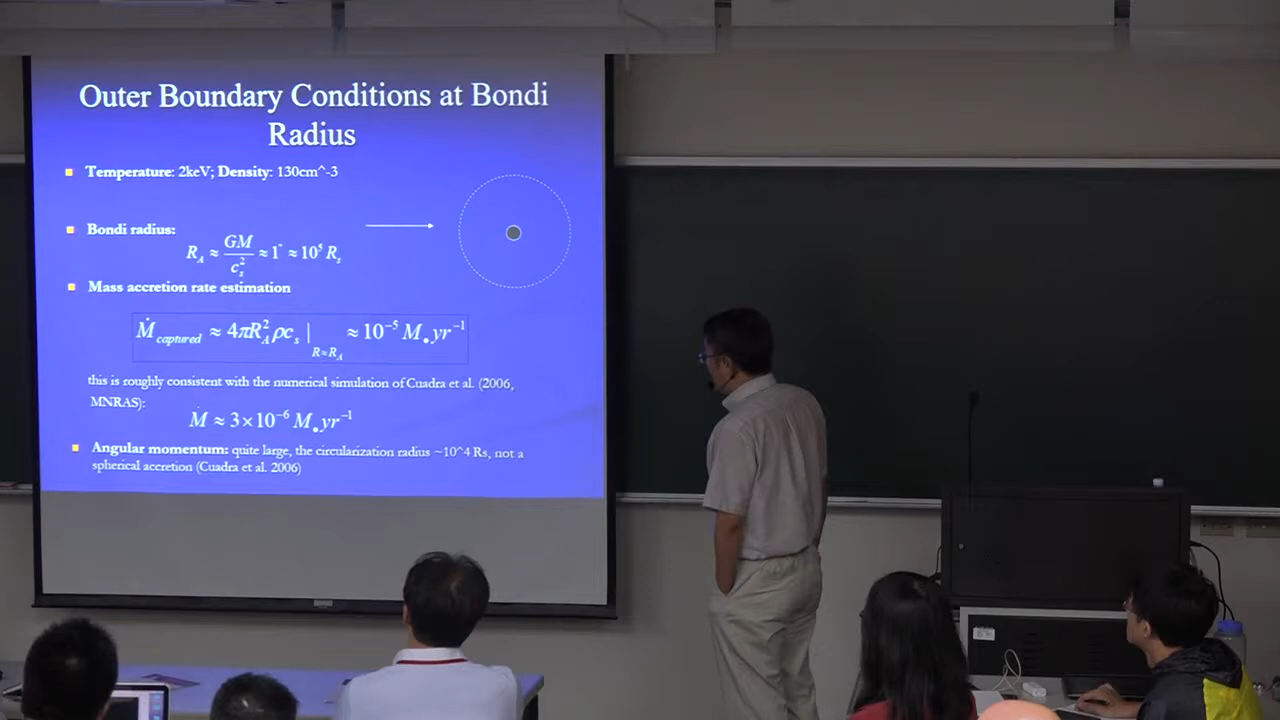 Outer Boundary Conditions at Bondi
Radius
Temperature: 2keV; Density: 130cm^-3
Bondi radius:
R_A ≈ GM/c_s^2 ≈ 1" ≈ 10^5 R_s
Mass accretion rate estimation
Ṁ_captured ≈ 4πR_A^2 ρc_s |_{R≈R_A} ≈ 10^-5 M_• yr^-1
this is roughly consistent with the numerical simulation of Cuadra et al. (2006,
MNRAS):
Ṁ ≈ 3×10^-6 M_• yr^-1
Angular momentum: quite large, the circularization radius ~10^4 Rs, not a
spherical accretion (Cuadra et al. 2006)